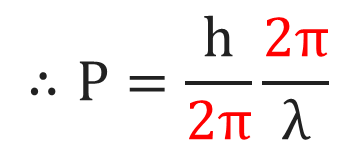 ∴ P = h/2π 2π/λ